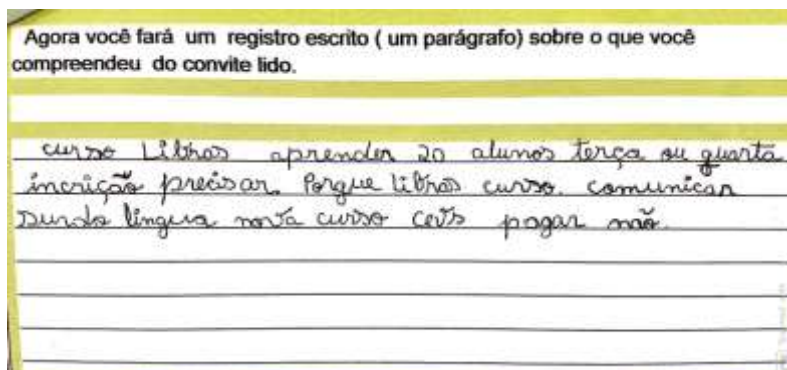 Agora você fará um registro escrito ( um parágrafo) sobre o que você
compreendeu do convite lido.
curso Libras aprender 20 alunos terça ou quarta
incrição precisar. Porque libras curso. comunicar
surdo língua nova curso pagar não.